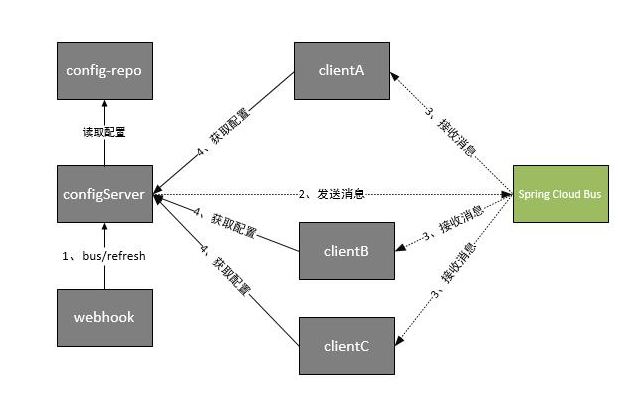 config-repo
clientA
读取配置
4、获取配置
3、接收消息
configServer
2、发送消息
Spring Cloud Bus
4、获取配置
3、接收消息
clientB
1、bus/refresh
4、获取配置
3、接收消息
webhook
clientC